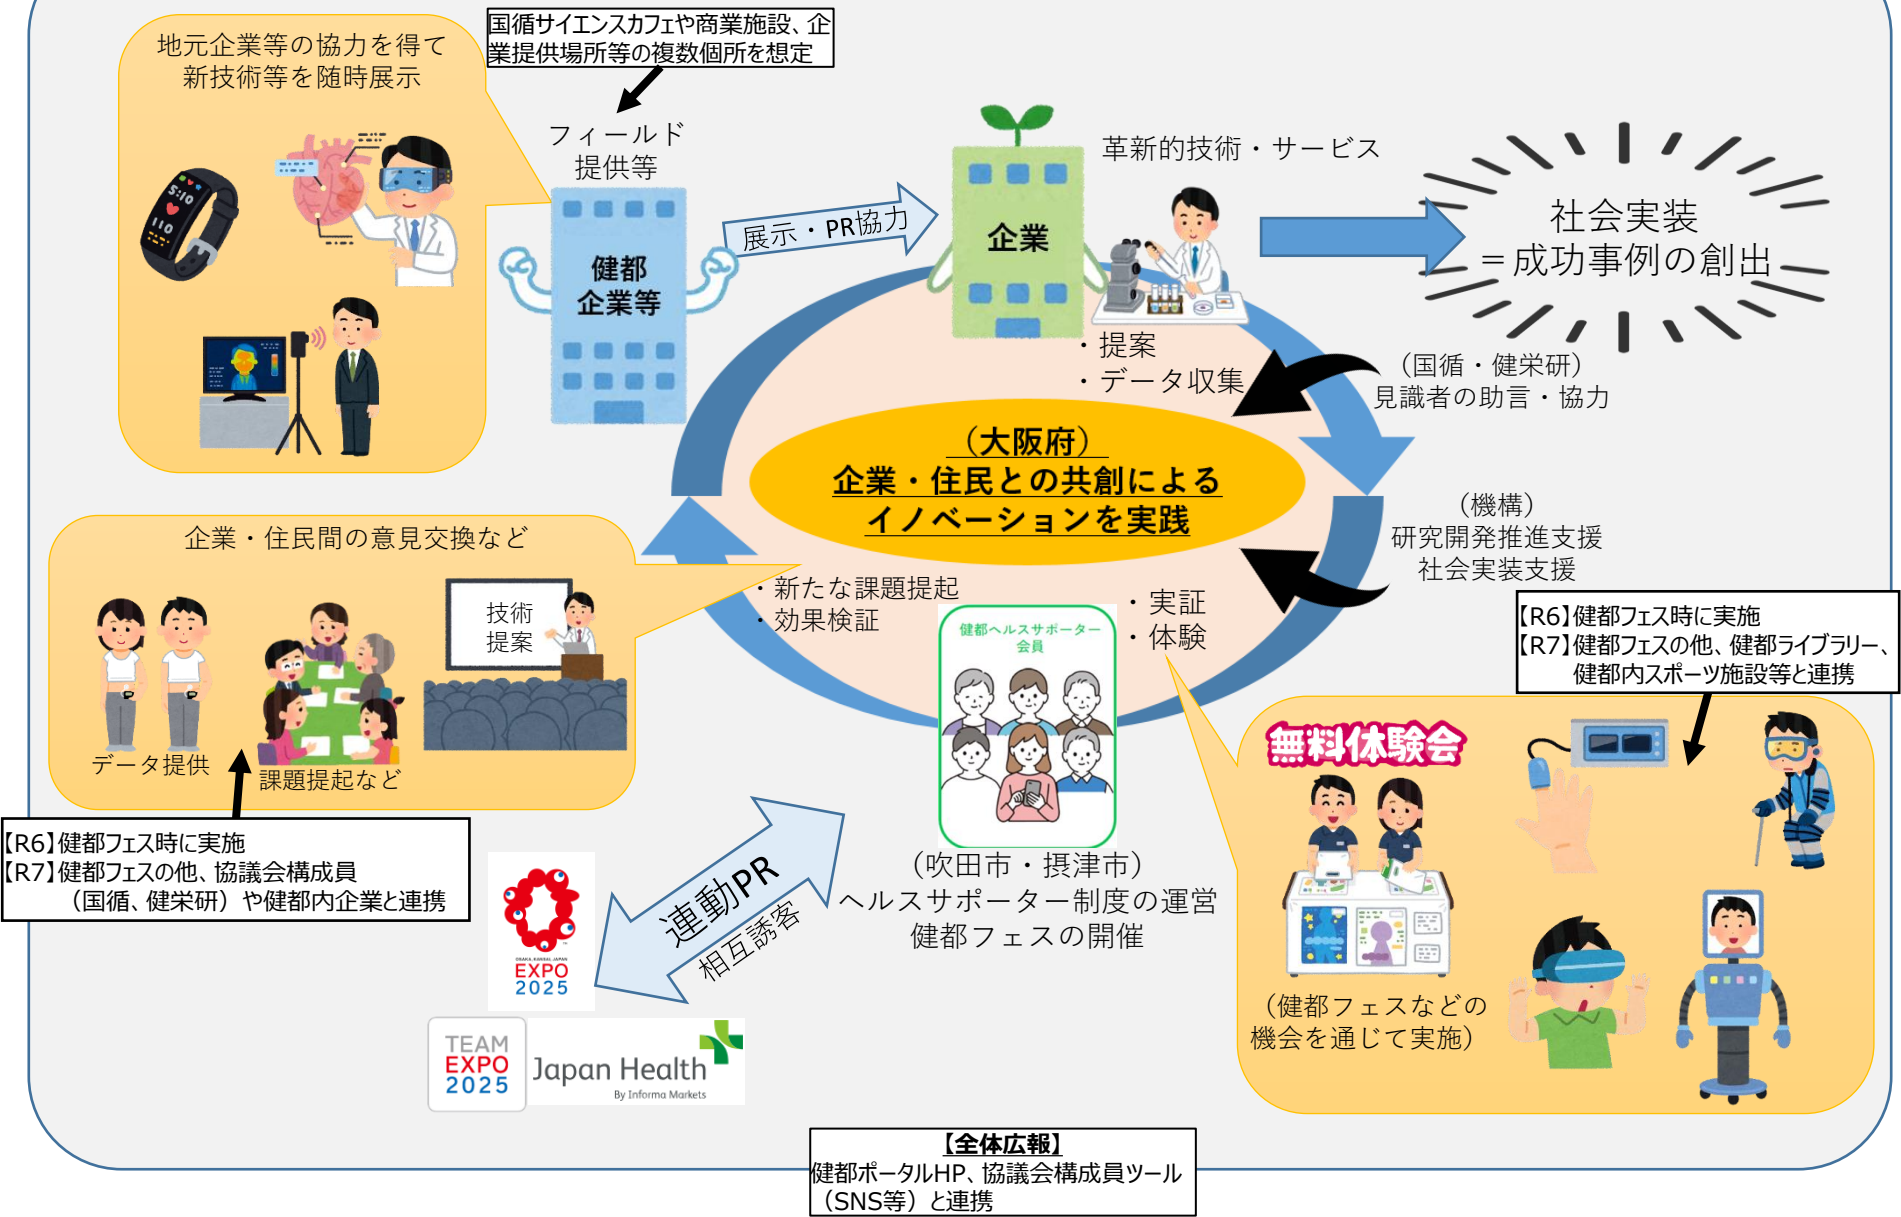 国循サイエンスカフェや商業施設、企
業提供場所等の複数個所を想定
地元企業等の協力を得て
新技術等を随時展示
5:10
110
フィールド
提供等
健都
企業等
展示・PR協力
企業
革新的技術・サービス
社会実装
＝成功事例の創出
・提案
・データ収集
（国循・健栄研）
見識者の助言・協力
（大阪府）
企業・住民との共創による
イノベーションを実践
（機構）
研究開発推進支援
社会実装支援
企業・住民間の意見交換など
技術
提案
データ提供
課題提起など
・新たな課題提起
・効果検証
健都ヘルスサポーター
会員
・実証
・体験
【R6】健都フェス時に実施
【R7】健都フェスの他、健都ライブラリー、
健都内スポーツ施設等と連携
無料体験会
（健都フェスなどの
機会を通じて実施）
【R6】健都フェス時に実施
【R7】健都フェスの他、協議会構成員
（国循、健栄研）や健都内企業と連携
連動PR
相互誘客
（吹田市・摂津市）
ヘルスサポーター制度の運営
健都フェスの開催
OSAKA, KANSAI, JAPAN
EXPO
2025
TEAM
EXPO
2025
Japan Health
By Informa Markets
【全体広報】
健都ポータルHP、協議会構成員ツール
（SNS等）と連携